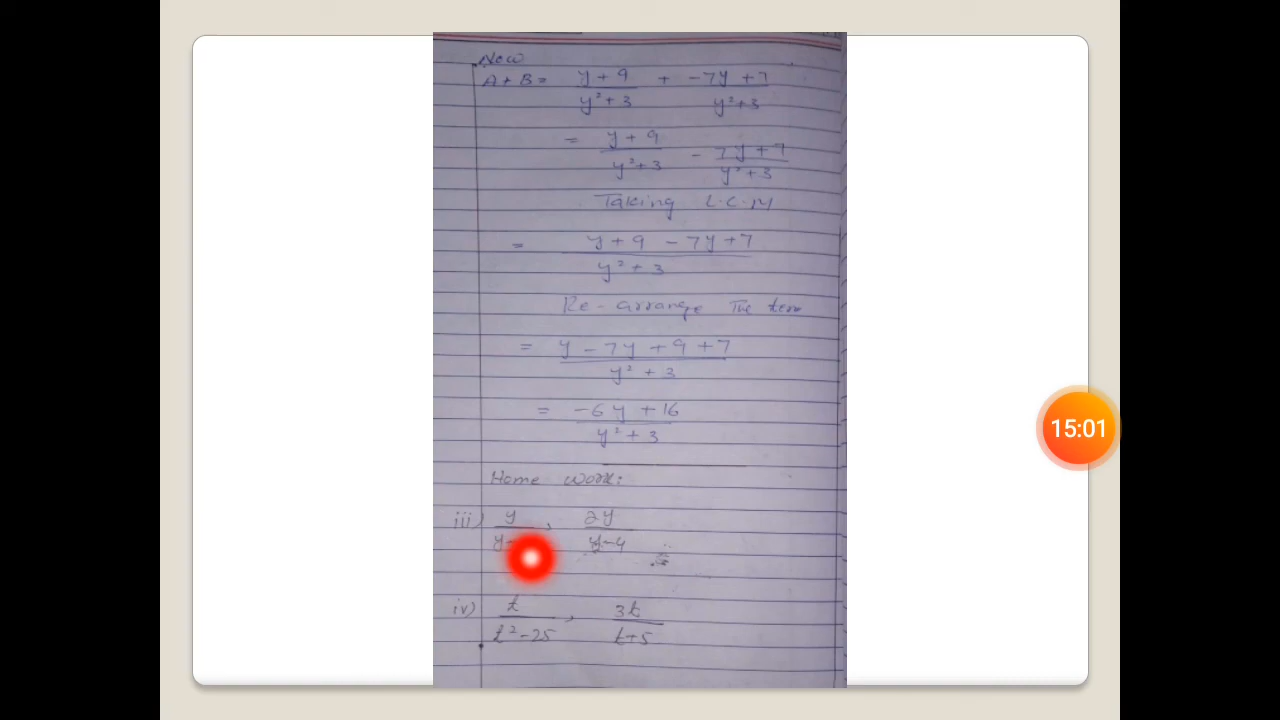 Now
A + B = y + 9 / y² + 3 + -7y + 7 / y² + 3
= y + 9 / y² + 3 - 7y + 7 / y² + 3
Taking L.C.M
= y + 9 - 7y + 7 / y² + 3
Re-arrange The term
= y - 7y + 9 + 7 / y² + 3
= -6y + 16 / y² + 3
Home work:
iii) y / y- , 2y / y-4
iv) t / t²-25 , 3t / t+5
15:01